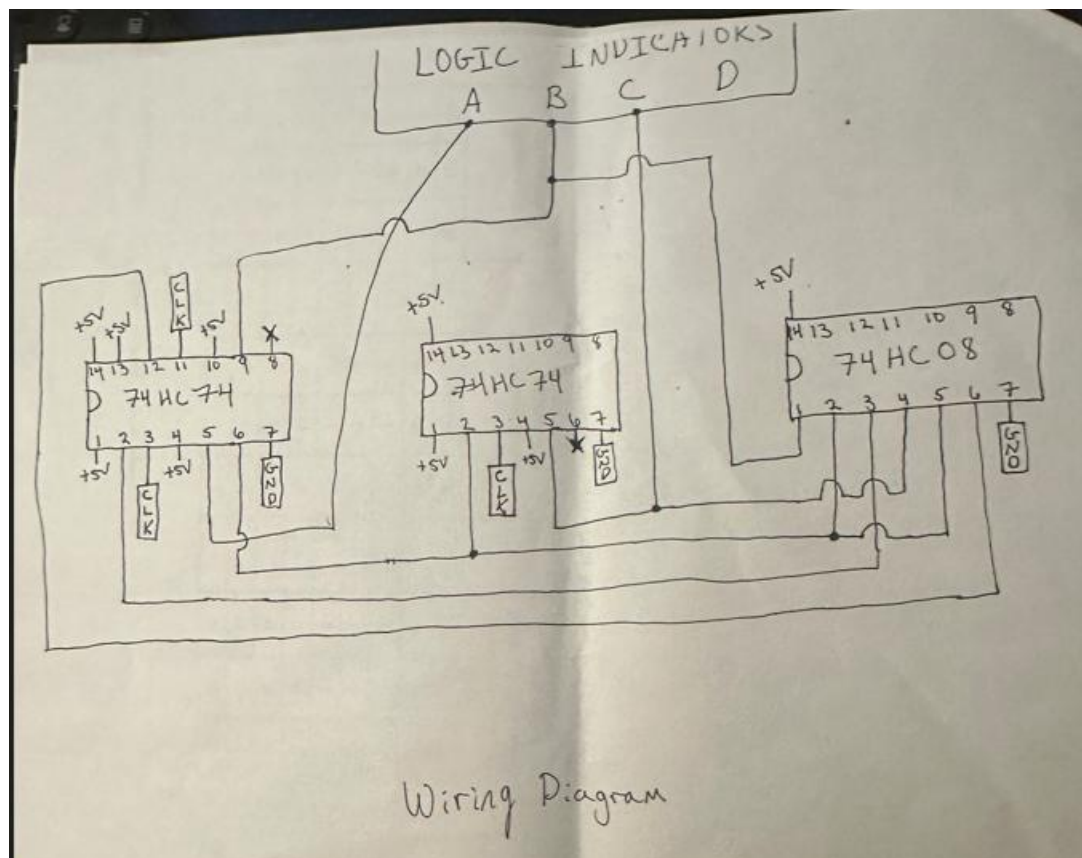 LOGIC INDICATORS
A B C D
+5V +5V CLK +5V X
14 13 12 11 10 9 8
74HC74
1 2 3 4 5 6 7
+5V CLK +5V GND
+5V
14 13 12 11 10 9 8
74HC74
1 2 3 4 5 6 7
+5V CLK +5V X GND
+5V
14 13 12 11 10 9 8
74HC08
1 2 3 4 5 6 7
GND
Wiring Diagram